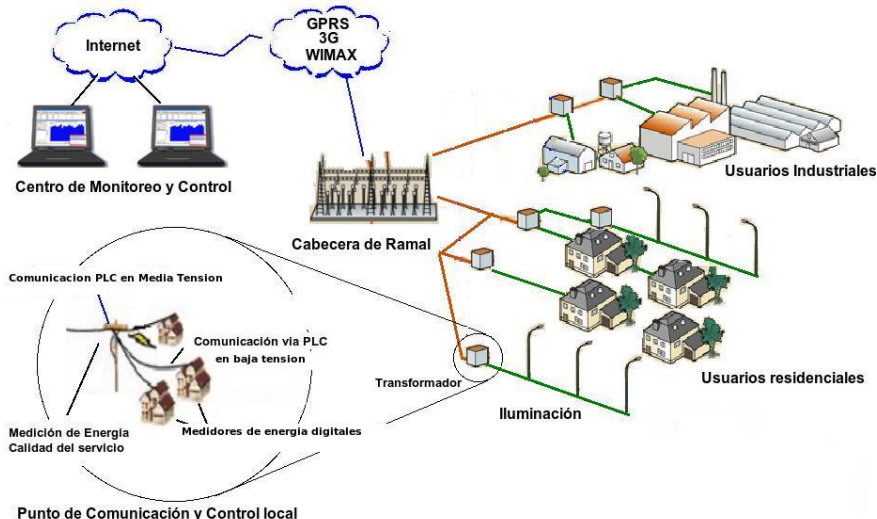 Internet
GPRS
3G
WIMAX
Centro de Monitoreo y Control
Cabecera de Ramal
Usuarios Industriales
Comunicacion PLC en Media Tension
Comunicación via PLC
en baja tension
Transformador
Usuarios residenciales
Iluminación
Medición de Energía
Calidad del servicio
Medidores de energia digitales
Punto de Comunicación y Control local